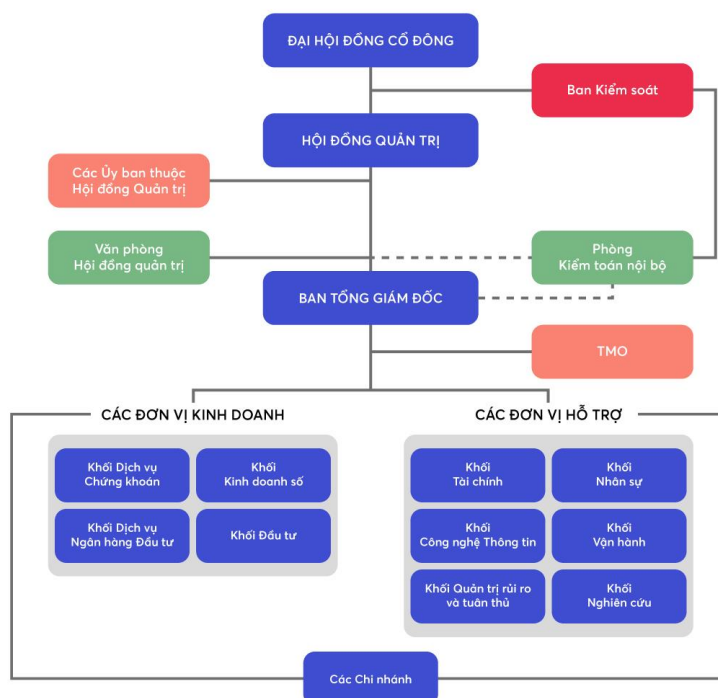 ĐẠI HỘI ĐỒNG CỔ ĐÔNG
Ban Kiểm soát
HỘI ĐỒNG QUẢN TRỊ
Các Ủy ban thuộc
Hội đồng Quản trị
Văn phòng
Hội đồng quản trị
Phòng
Kiểm toán nội bộ
BAN TỔNG GIÁM ĐỐC
TMO
CÁC ĐƠN VỊ KINH DOANH
Khối Dịch vụ
Chứng khoán
Khối
Kinh doanh số
Khối Dịch vụ
Ngân hàng Đầu tư
Khối Đầu tư
CÁC ĐƠN VỊ HỖ TRỢ
Khối
Tài chính
Khối
Nhân sự
Khối
Công nghệ Thông tin
Khối
Vận hành
Khối Quản trị rủi ro
và tuân thủ
Khối
Nghiên cứu
Các Chi nhánh